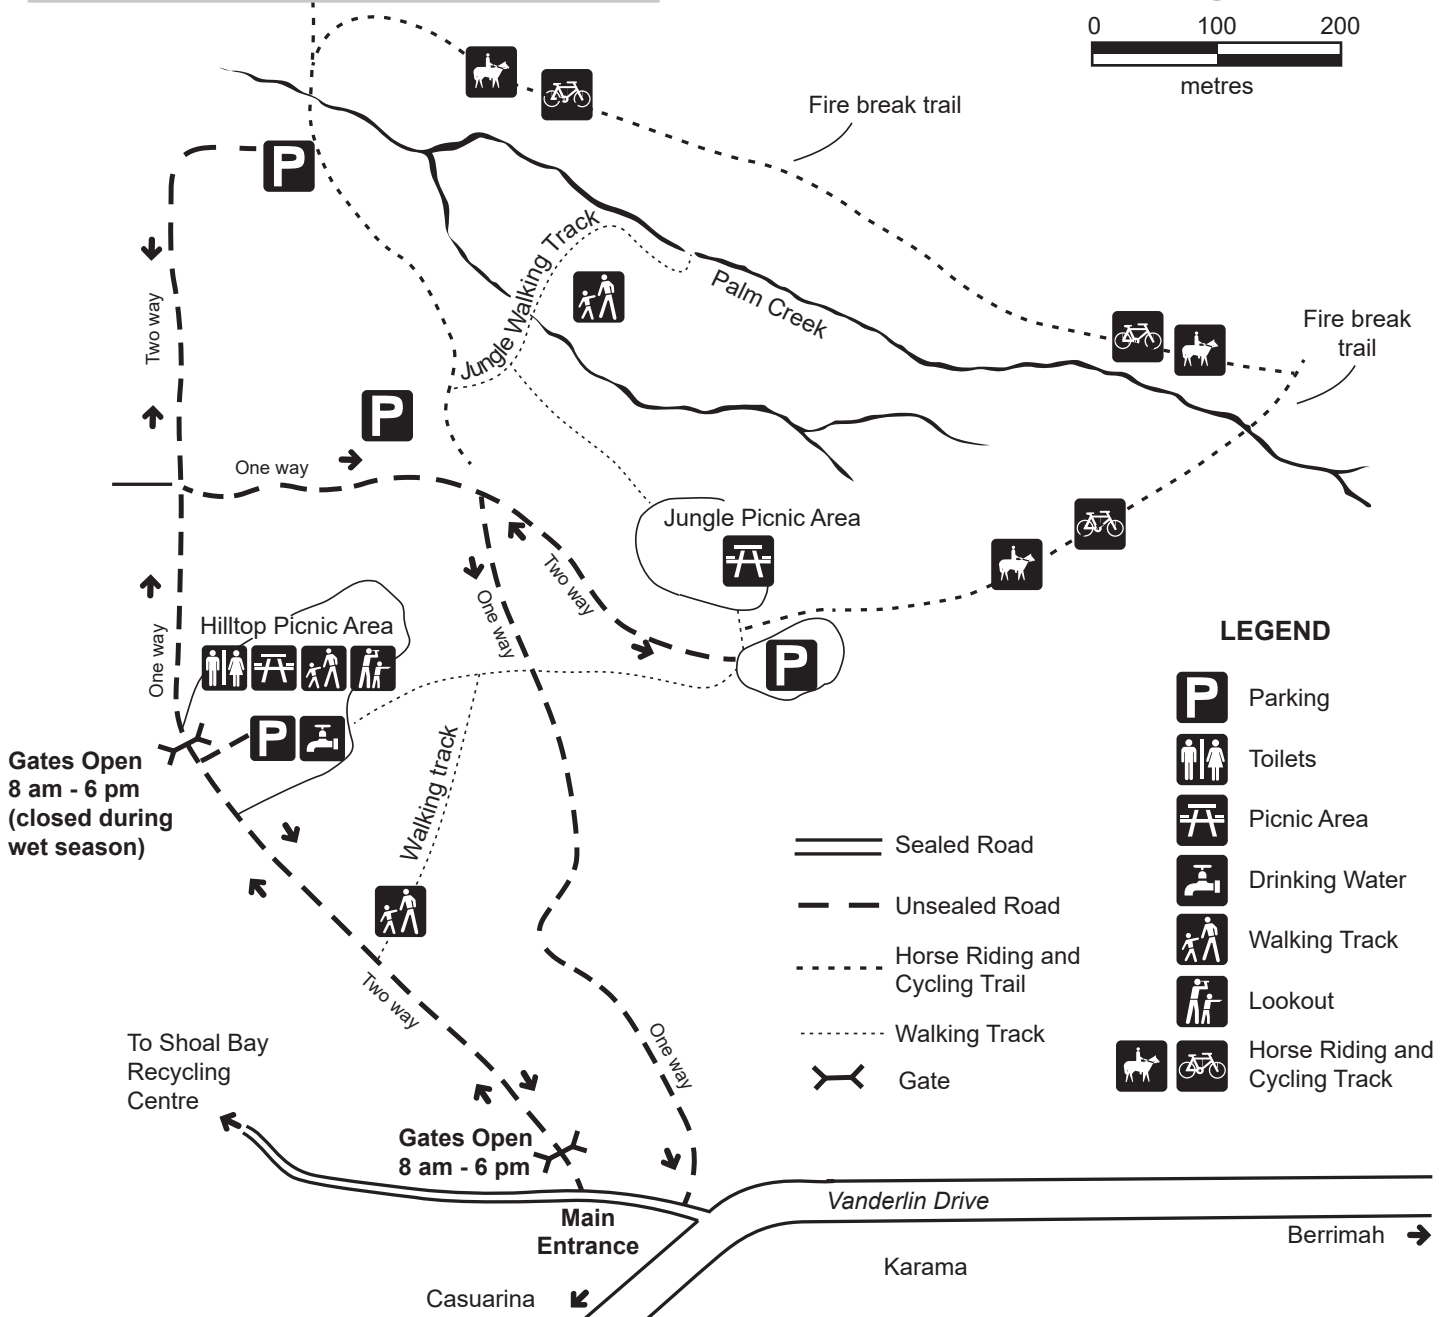 0 100 200
metres
Fire break trail
P
Jungle Walking Track
Palm Creek
Two way
Fire break
trail
P
One way
Jungle Picnic Area
Two way
One way
Hilltop Picnic Area
One way
P
P
Gates Open
8 am - 6 pm
(closed during
wet season)
Walking track
Two way
One way
LEGEND
P Parking
Toilets
Picnic Area
Drinking Water
Walking Track
Lookout
Horse Riding and
Cycling Track
Sealed Road
Unsealed Road
Horse Riding and
Cycling Trail
Walking Track
Gate
To Shoal Bay
Recycling
Centre
Gates Open
8 am - 6 pm
Main
Entrance
Vanderlin Drive
Berrimah
Karama
Casuarina